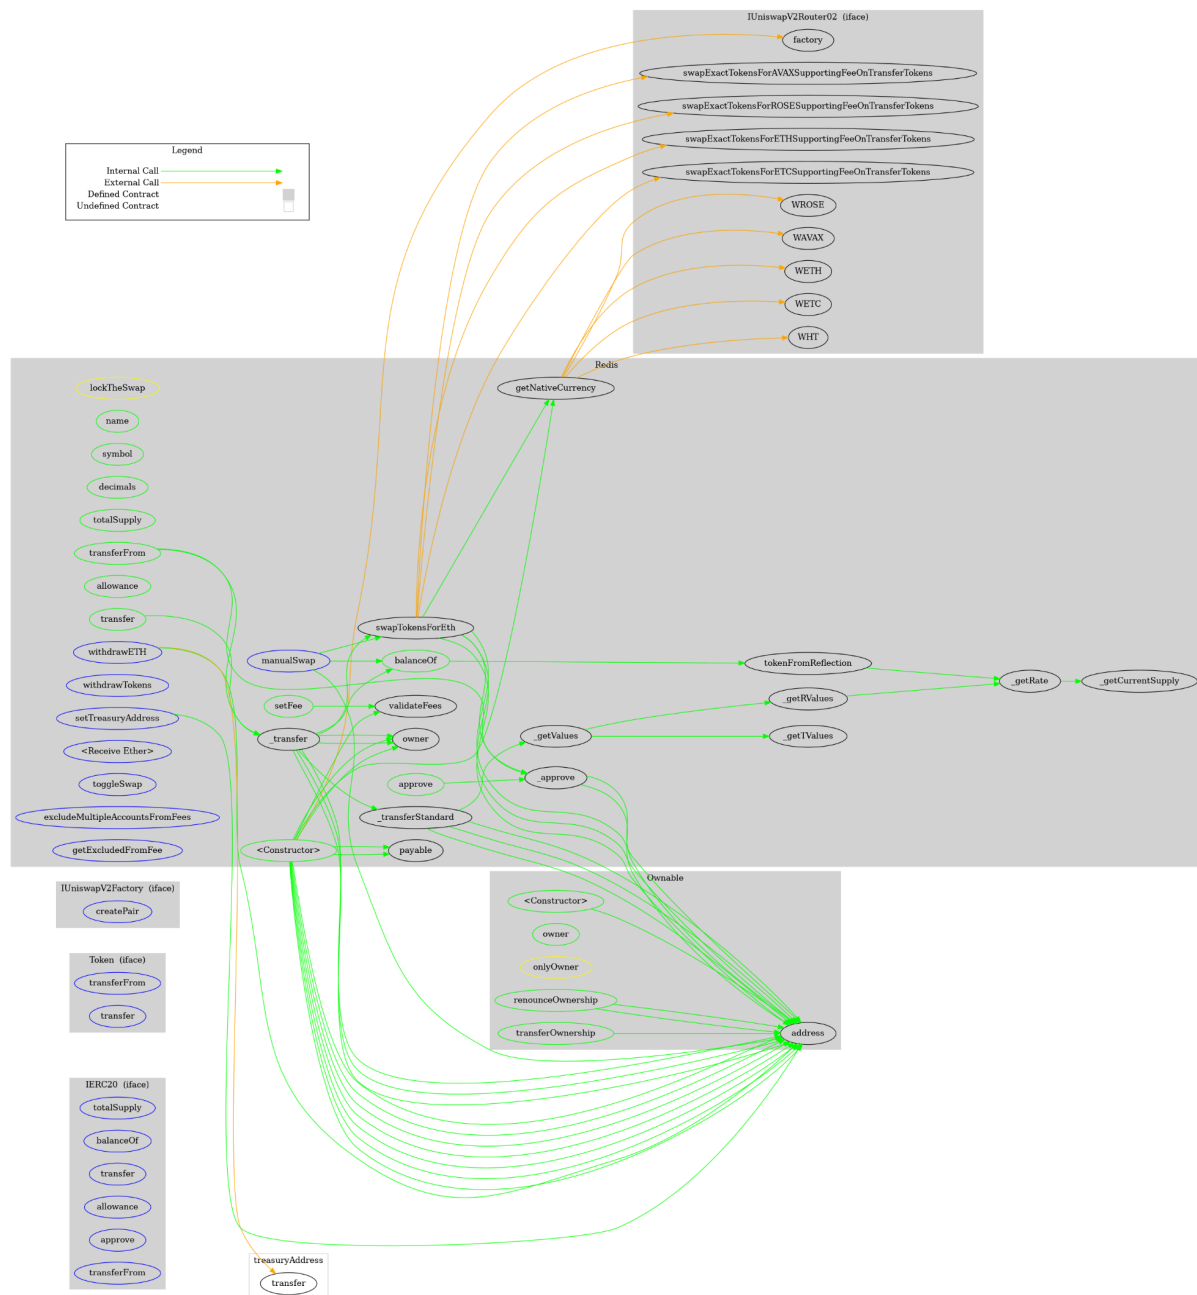 IUniswapV2Router02 (iface)
factory
swapExactTokensForAVAXSupportingFeeOnTransferTokens
swapExactTokensForROSESupportingFeeOnTransferTokens
swapExactTokensForETHSupportingFeeOnTransferTokens
swapExactTokensForETCSupportingFeeOnTransferTokens
WROSE
WAVAX
WETH
WETC
WHT
Legend
Internal Call
External Call
Defined Contract
Undefined Contract
Redis
lockTheSwap
name
symbol
decimals
totalSupply
transferFrom
allowance
transfer
withdrawETH
withdrawTokens
setTreasuryAddress
<Receive Ether>
toggleSwap
excludeMultipleAccountsFromFees
getExcludedFromFee
manualSwap
setFee
_transfer
<Constructor>
swapTokensForEth
balanceOf
validateFees
owner
approve
_transferStandard
payable
getNativeCurrency
_getValues
_approve
tokenFromReflection
_getRValues
_getTValues
_getRate
_getCurrentSupply
Ownable
<Constructor>
owner
onlyOwner
renounceOwnership
transferOwnership
address
IUniswapV2Factory (iface)
createPair
Token (iface)
transferFrom
transfer
IERC20 (iface)
totalSupply
balanceOf
transfer
allowance
approve
transferFrom
treasuryAddress
transfer